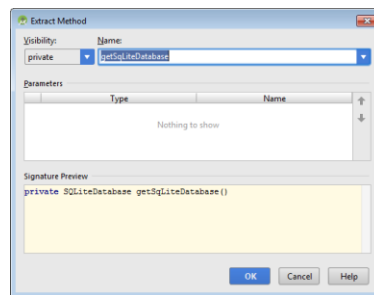 Extract Method
Visibility: Name:
private getSqLiteDatabase
Parameters
Type Name
Nothing to show
Signature Preview
private SQLiteDatabase getSqLiteDatabase()
OK Cancel Help